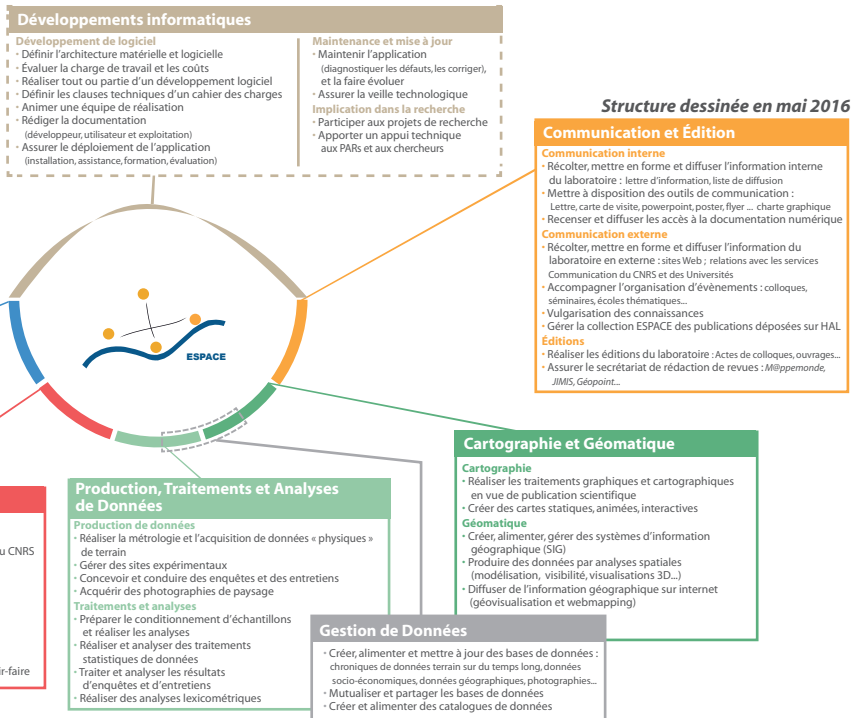 Développements informatiques
Développement de logiciel
• Définir l'architecture matérielle et logicielle
• Évaluer la charge de travail et les coûts
• Réaliser tout ou partie d'un développement logiciel
• Définir les clauses techniques d'un cahier des charges
• Animer une équipe de réalisation
• Rédiger la documentation
(développeur, utilisateur et exploitation)
• Assurer le déploiement de l'application
(installation, assistance, formation, évaluation)
Maintenance et mise à jour
• Maintenir l'application
(diagnostiquer les défauts, les corriger),
et la faire évoluer
• Assurer la veille technologique
Implication dans la recherche
• Participer aux projets de recherche
• Apporter un appui technique
aux PARs et aux chercheurs
Structure dessinée en mai 2016
Communication et Édition
Communication interne
• Récolter, mettre en forme et diffuser l'information interne
du laboratoire : lettre d'information, liste de diffusion
• Mettre à disposition des outils de communication :
Lettre, carte de visite, powerpoint, poster, flyer ... charte graphique
• Recenser et diffuser les accès à la documentation numérique
Communication externe
• Récolter, mettre en forme et diffuser l'information du
laboratoire en externe : sites Web ; relations avec les services
Communication du CNRS et des Universités
• Accompagner l'organisation d'évènements : colloques,
séminaires, écoles thématiques...
• Vulgarisation des connaissances
• Gérer la collection ESPACE des publications déposées sur HAL
Éditions
• Réaliser les éditions du laboratoire : Actes de colloques, ouvrages...
• Assurer le secrétariat de rédaction de revues : M@ppemonde,
JIMIS, Géopoint...
ESPACE
Cartographie et Géomatique
Cartographie
• Réaliser les traitements graphiques et cartographiques
en vue de publication scientifique
• Créer des cartes statiques, animées, interactives
Géomatique
• Créer, alimenter, gérer des systèmes d'information
géographique (SIG)
• Produire des données par analyses spatiales
(modélisation, visibilité, visualisations 3D...)
• Diffuser de l'information géographique sur internet
(géovisualisation et webmapping)
u CNRS
r-faire
Production, Traitements et Analyses
de Données
Production de données
• Réaliser la métrologie et l'acquisition de données « physiques »
de terrain
• Gérer des sites expérimentaux
• Concevoir et conduire des enquêtes et des entretiens
• Acquérir des photographies de paysage
Traitements et analyses
• Préparer le conditionnement d'échantillons
et réaliser les analyses
• Réaliser et analyser des traitements
statistiques de données
• Traiter et analyser les résultats
d'enquêtes et d'entretiens
• Réaliser des analyses lexicométriques
Gestion de Données
• Créer, alimenter et mettre à jour des bases de données :
chroniques de données terrain sur du temps long, données
socio-économiques, données géographiques, photographies...
• Mutualiser et partager les bases de données
• Créer et alimenter des catalogues de données